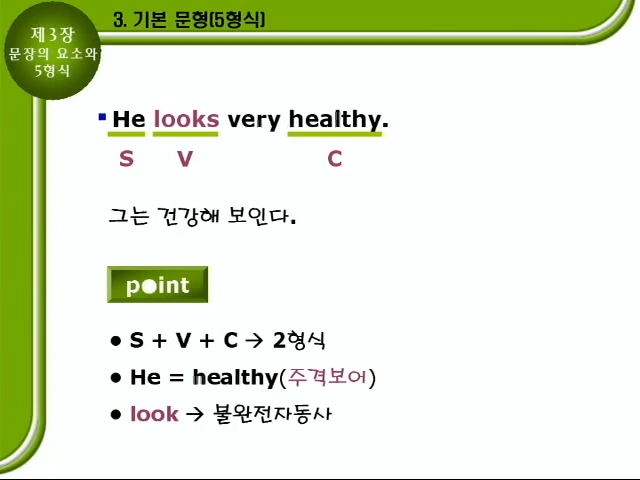 3. 기본 문형(5형식)
제3장
문장의 요소와
5형식
He looks very healthy.
S V C
그는 건강해 보인다.
point
● S + V + C → 2형식
● He = healthy(주격보어)
● look → 불완전자동사